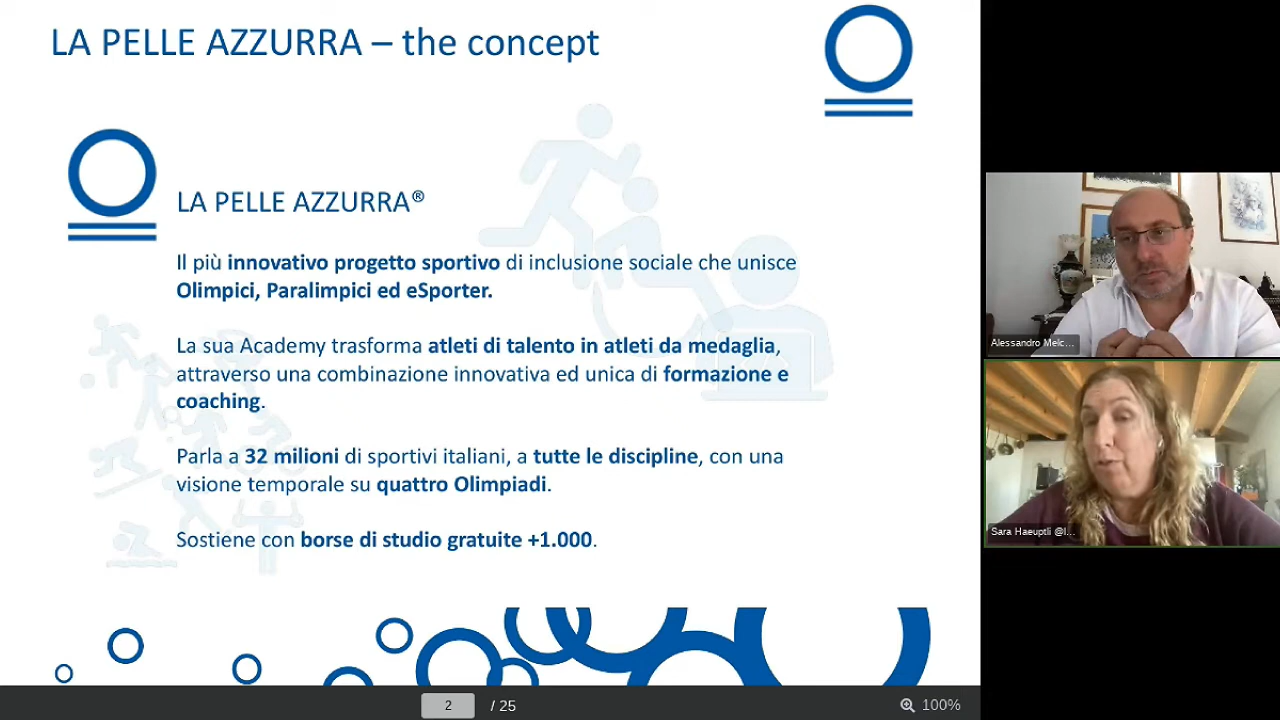 LA PELLE AZZURRA – the concept
LA PELLE AZZURRA®
Il più innovativo progetto sportivo di inclusione sociale che unisce
Olimpici, Paralimpici ed eSporter.
La sua Academy trasforma atleti di talento in atleti da medaglia,
attraverso una combinazione innovativa ed unica di formazione e
coaching.
Parla a 32 milioni di sportivi italiani, a tutte le discipline, con una
visione temporale su quattro Olimpiadi.
Sostiene con borse di studio gratuite +1.000.
Alessandro Melc...
Sara Haeuptli @l...
2 / 25
100%